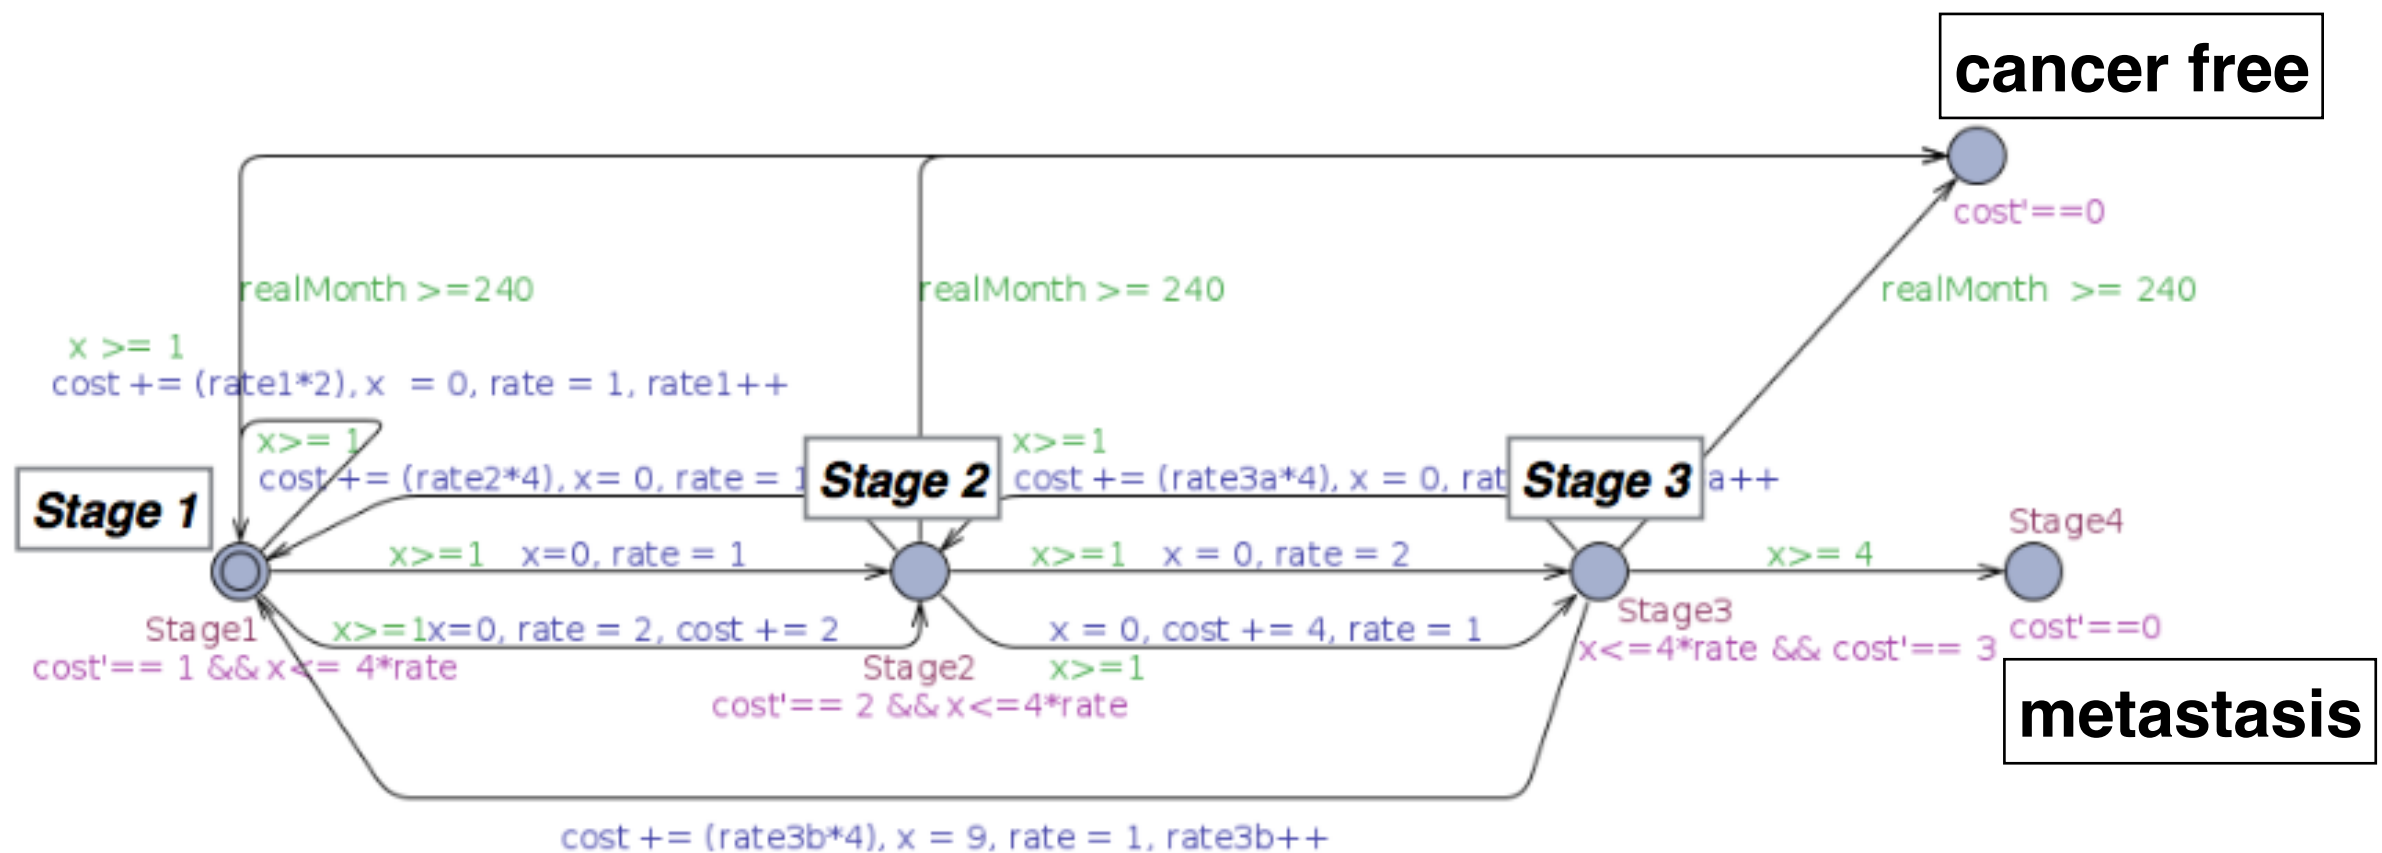 cancer free
cost'==0
realMonth >=240
realMonth >= 240
realMonth >= 240
x >= 1
cost += (rate1*2), x = 0, rate = 1, rate1++
x>= 1
cost += (rate2*4), x= 0, rate = 1
Stage 2
x>=1
cost += (rate3a*4), x = 0, rat
Stage 3
a++
Stage 1
x>=1 x=0, rate = 1
x>=1 x = 0, rate = 2
x>= 4
Stage4
Stage1
x>=1x=0, rate = 2, cost += 2
x = 0, cost += 4, rate = 1
Stage3
cost'==0
cost'== 1 && x<= 4*rate
Stage2
x>=1
x<=4*rate && cost'== 3
cost'== 2 && x<=4*rate
metastasis
cost += (rate3b*4), x = 9, rate = 1, rate3b++